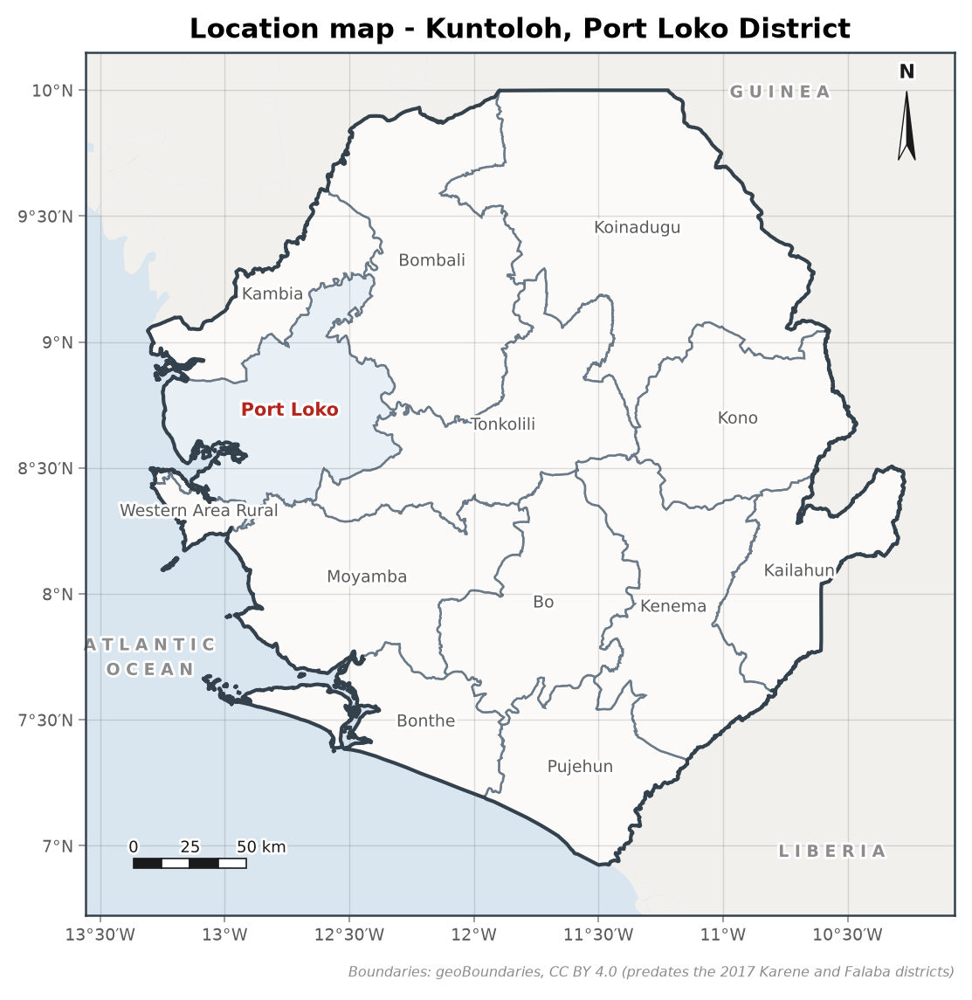 Location map - Kuntoloh, Port Loko District
N
GUINEA
10°N
9°30′N
Koinadugu
Bombali
Kambia
9°N
Port Loko
Kono
Tonkolili
8°30′N
Western Area Rural
Kailahun
Moyamba
8°N
Bo
Kenema
ATLANTIC
OCEAN
7°30′N
Bonthe
Pujehun
7°N
0 25 50 km
LIBERIA
13°30′W 13°W 12°30′W 12°W 11°30′W 11°W 10°30′W
Boundaries: geoBoundaries, CC BY 4.0 (predates the 2017 Karene and Falaba districts)